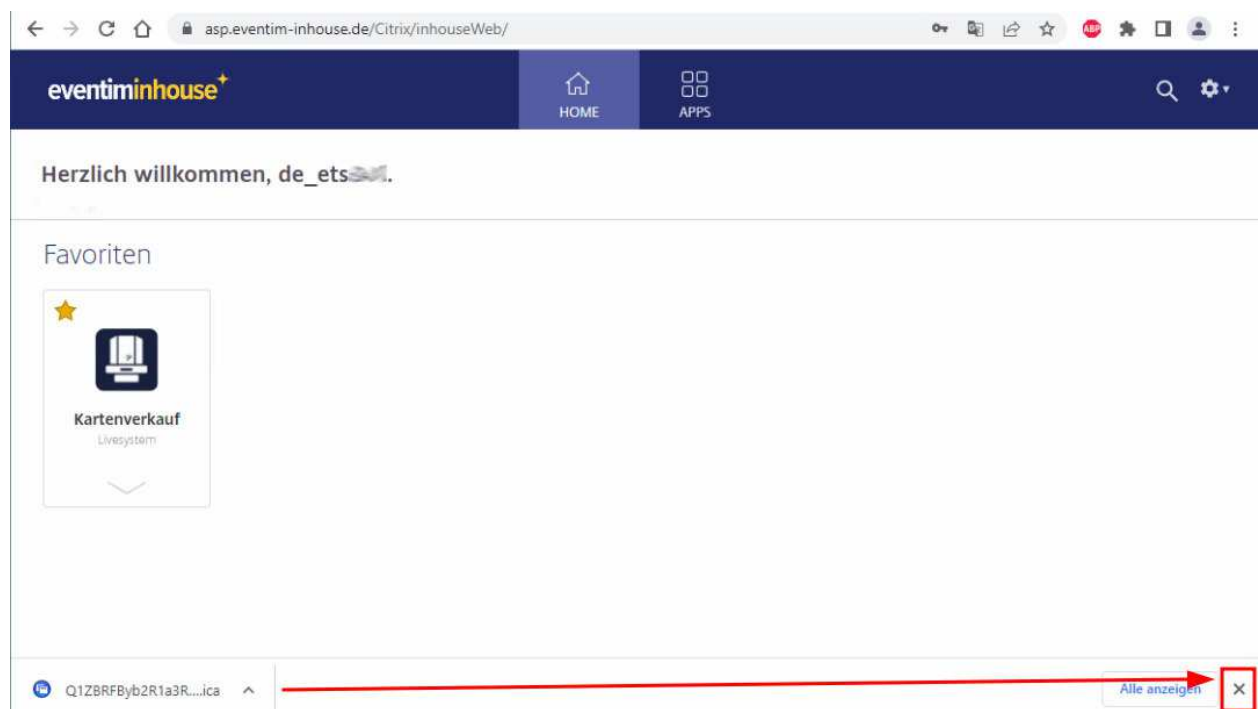 asp.eventim-inhouse.de/Citrix/inhouseWeb/
ABP
eventiminhouse
HOME
APPS
Herzlich willkommen, de_ets
Favoriten
Kartenverkauf
Livesystem
Q1ZBRFByb2R1a3R....ica
Alle anzeigen